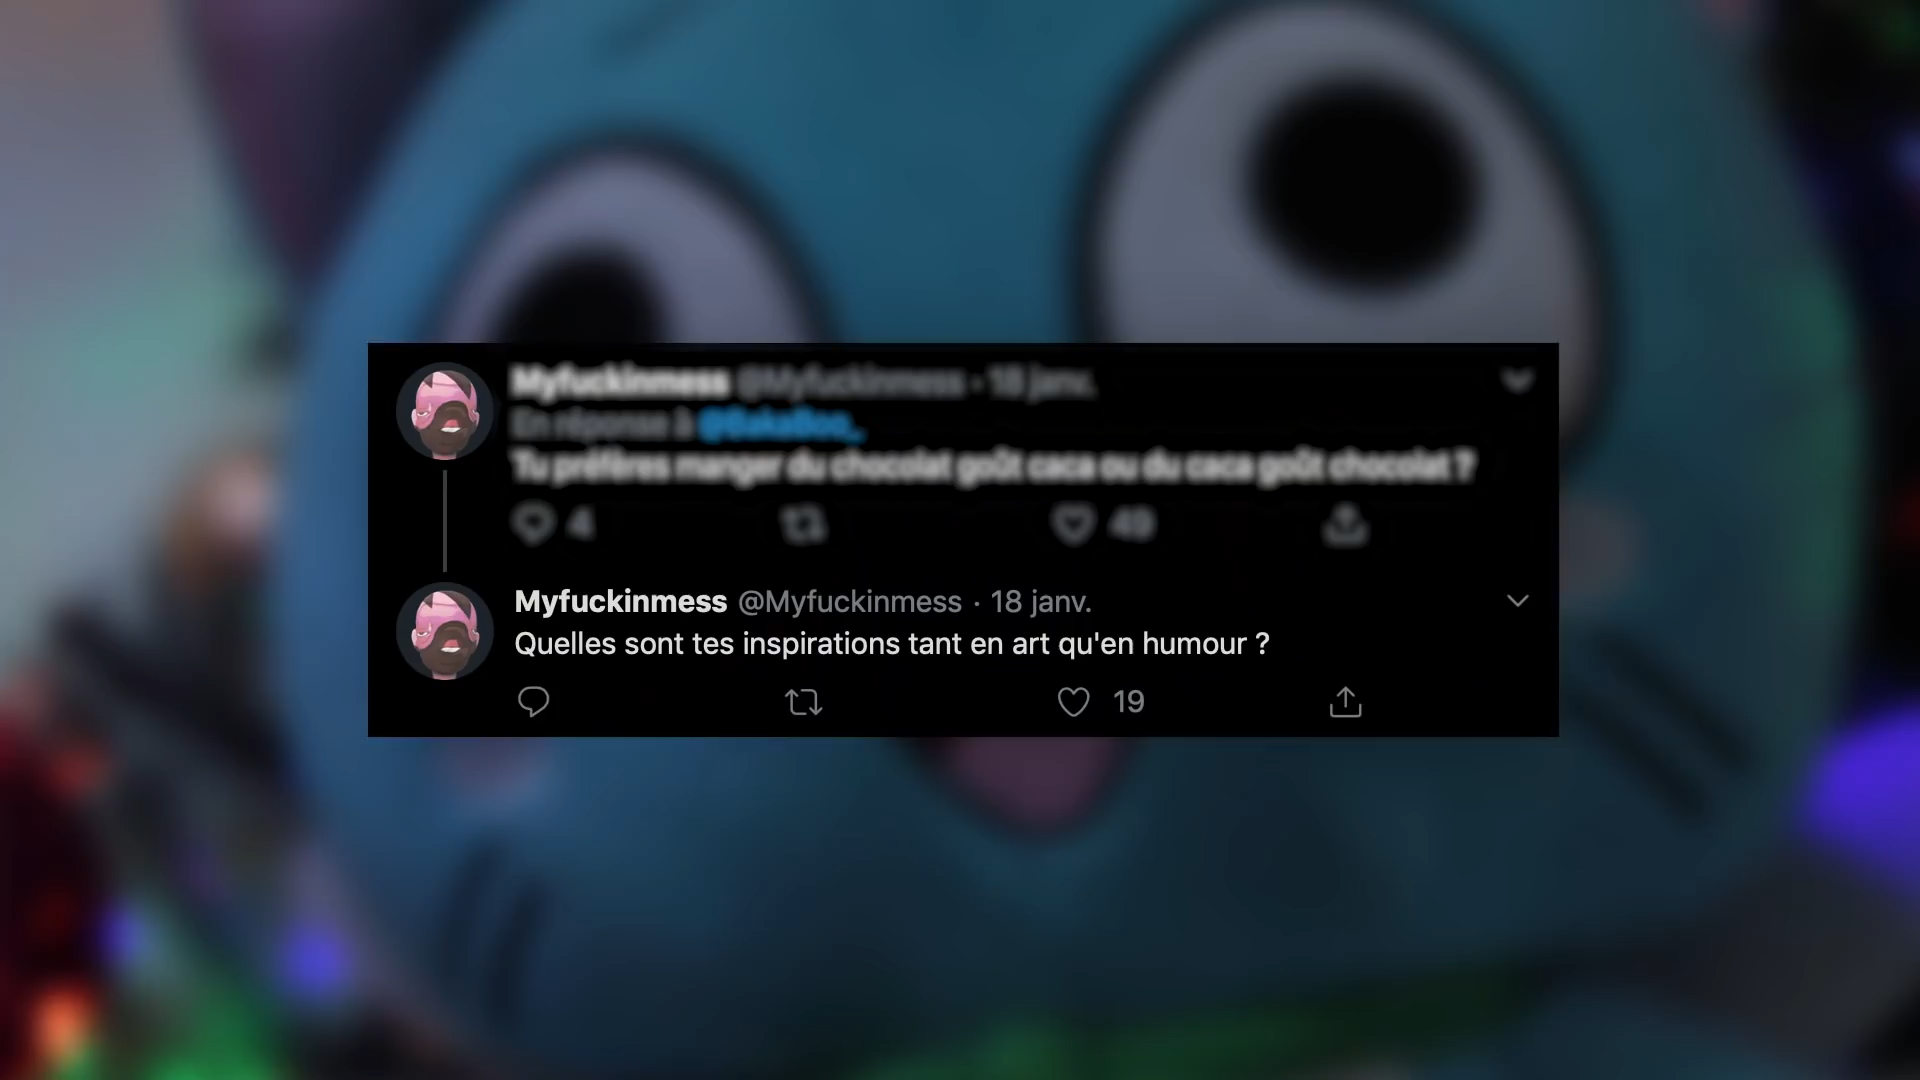 Myfuckinmess @Myfuckinmess · 18 janv.
En réponse à @BakaBoo_
Tu préfères manger du chocolat goût caca ou du caca goût chocolat ?
4 49
Myfuckinmess @Myfuckinmess · 18 janv.
Quelles sont tes inspirations tant en art qu'en humour ?
19